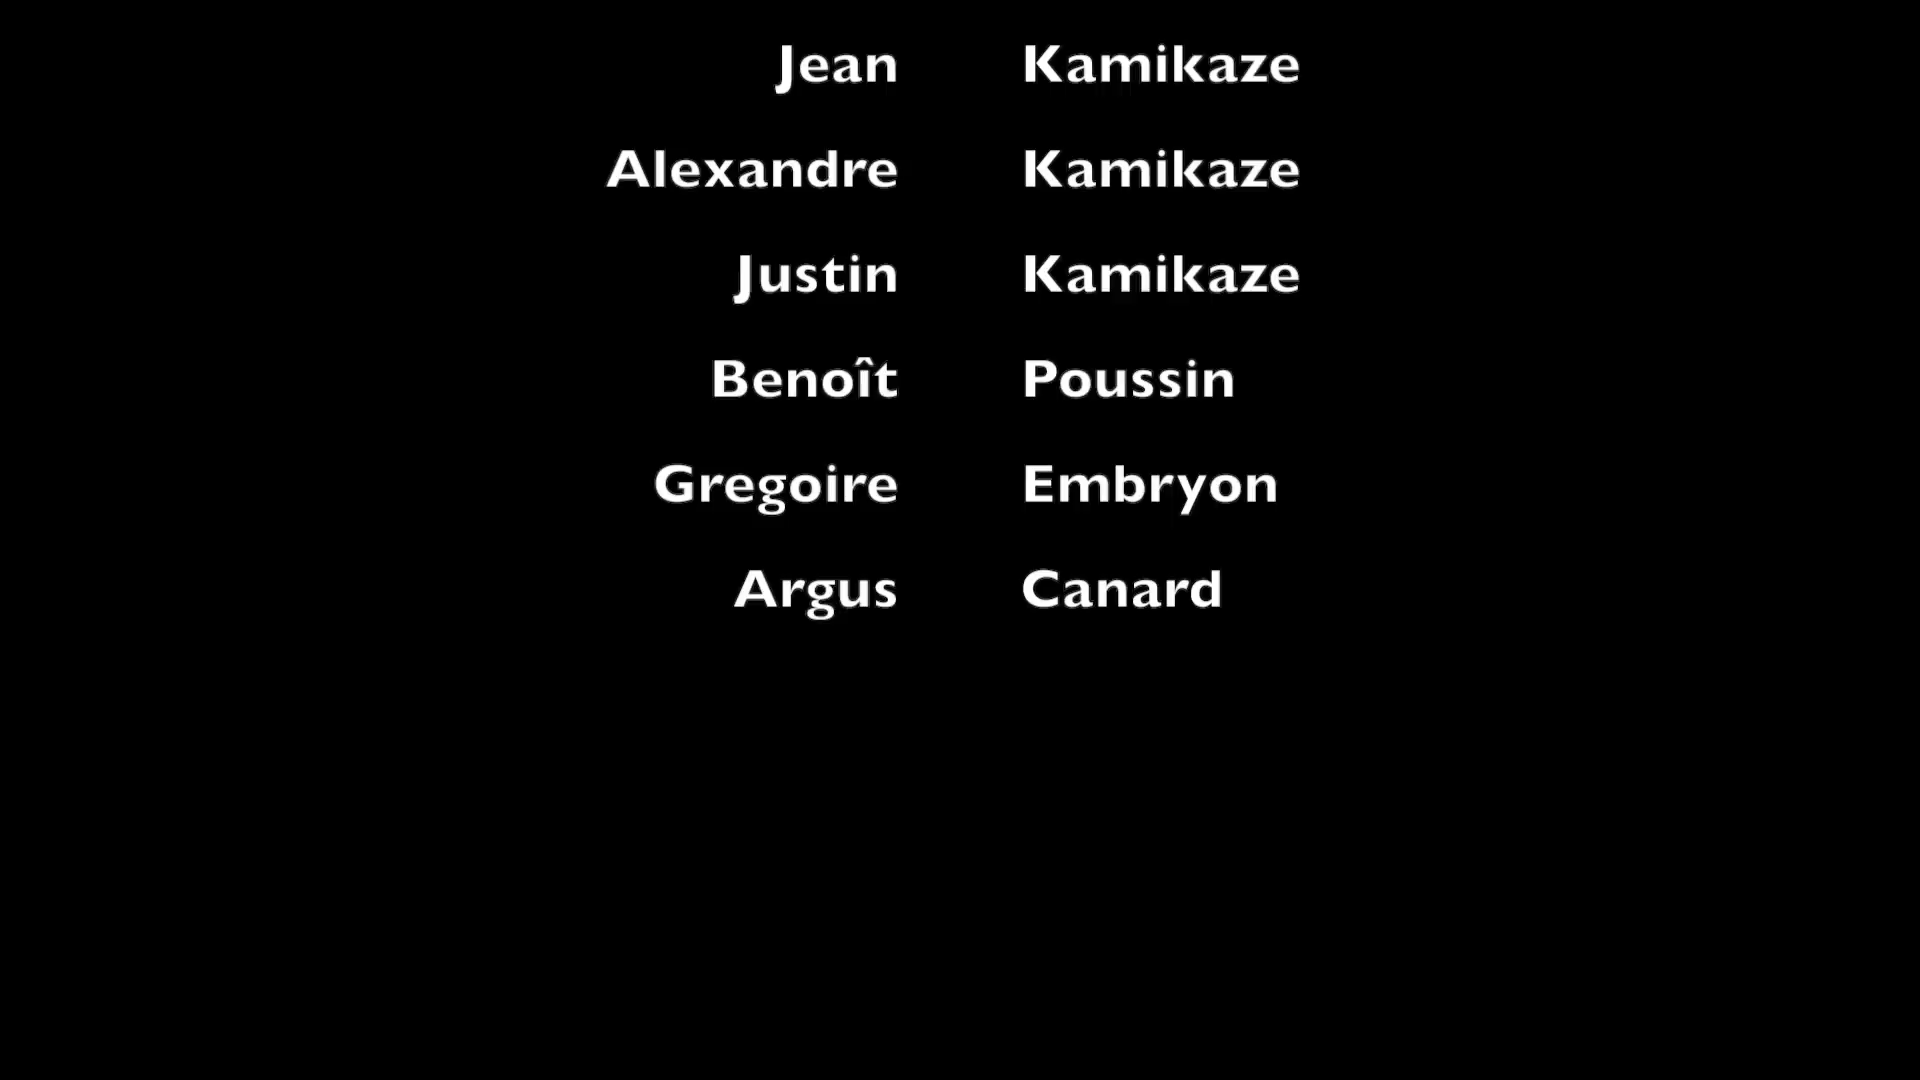 Jean Kamikaze
Alexandre Kamikaze
Justin Kamikaze
Benoît Poussin
Gregoire Embryon
Argus Canard